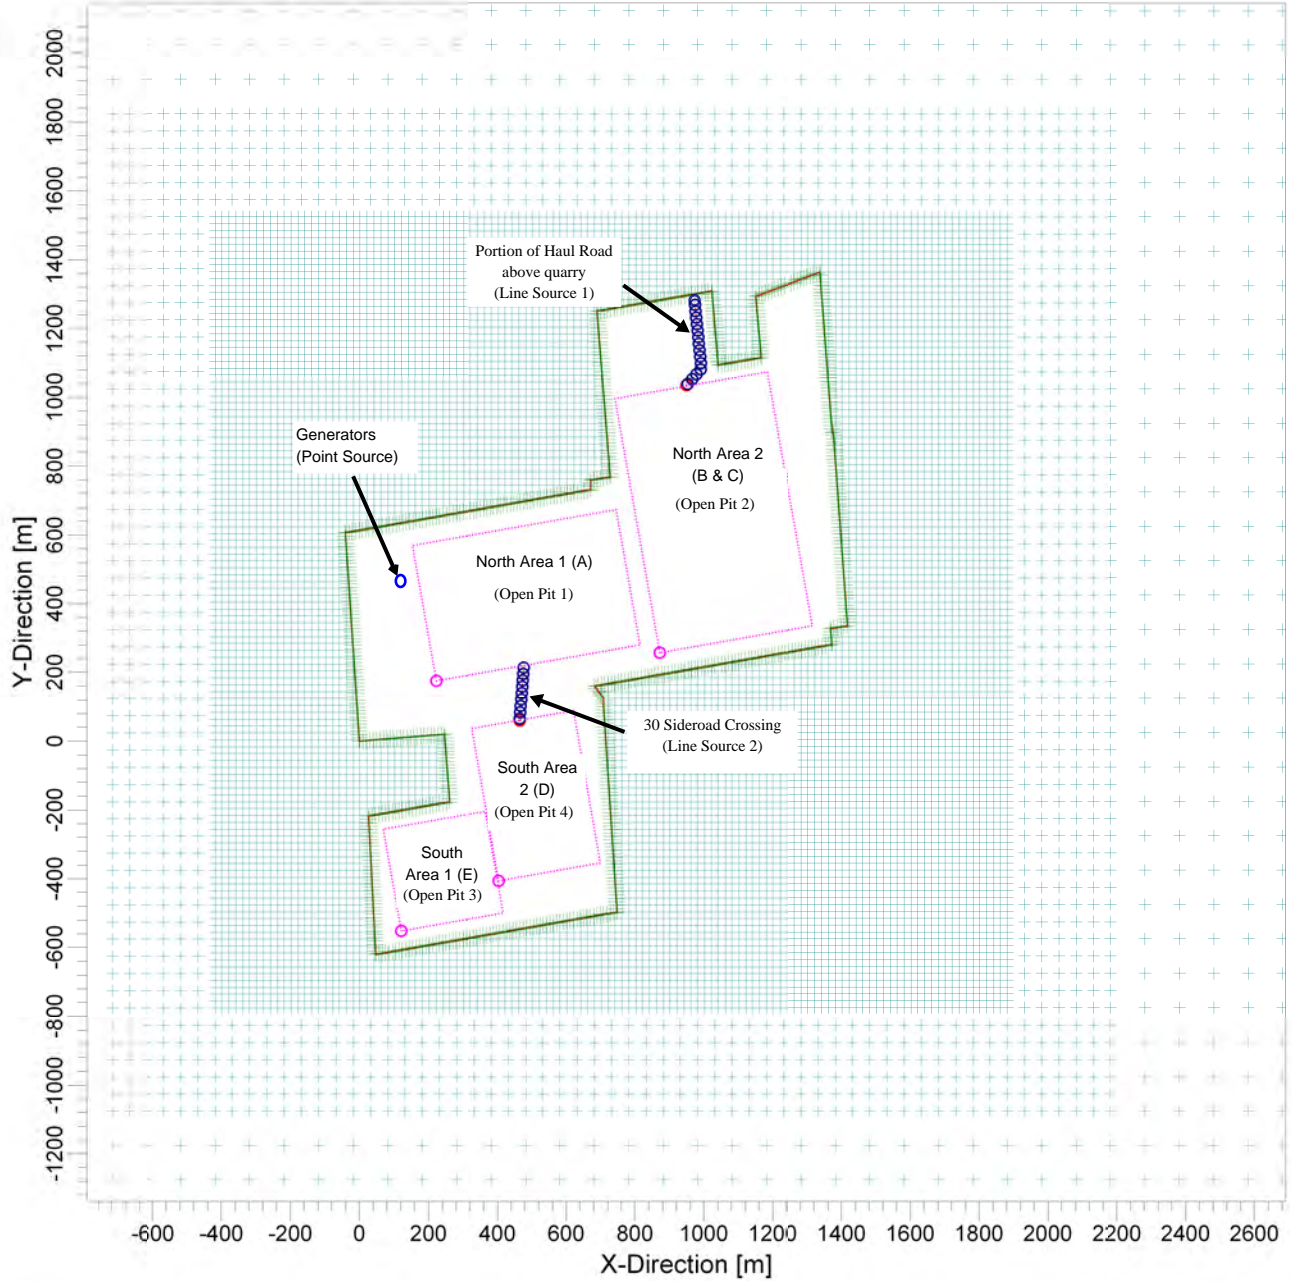 2000
1800
1600
1400
1200
1000
800
600
400
200
0
-200
-400
-600
-800
-1000
-1200
Y-Direction [m]
Portion of Haul Road
above quarry
(Line Source 1)
Generators
(Point Source)
North Area 2
(B & C)
(Open Pit 2)
North Area 1 (A)
(Open Pit 1)
30 Sideroad Crossing
(Line Source 2)
South Area
2 (D)
(Open Pit 4)
South
Area 1 (E)
(Open Pit 3)
-600 -400 -200 0 200 400 600 800 1000 1200 1400 1600 1800 2000 2200 2400 2600
X-Direction [m]